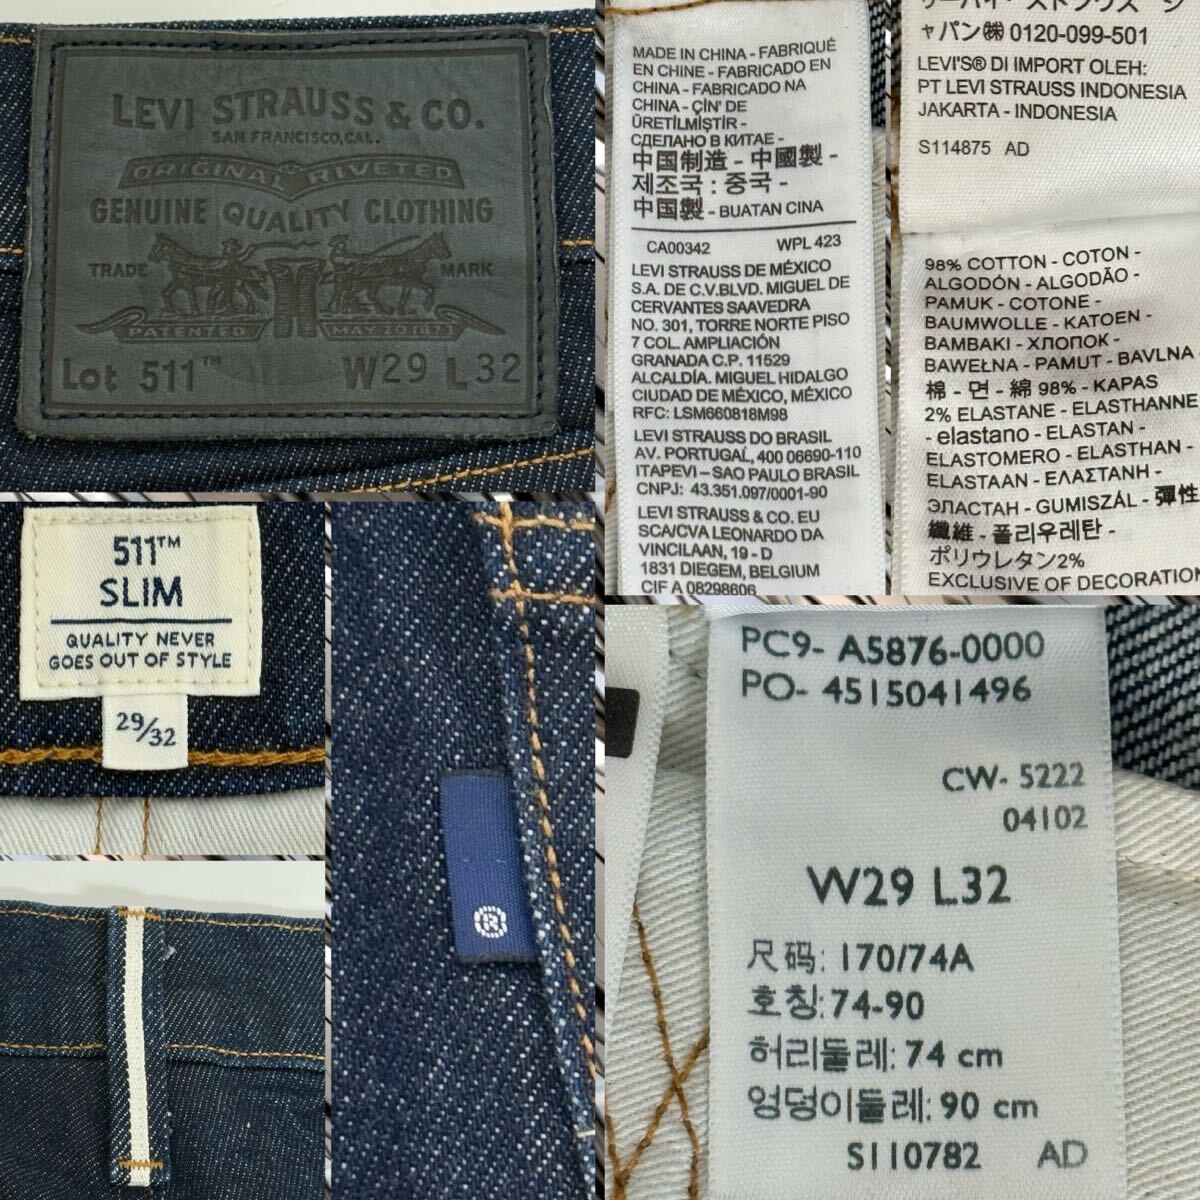 LEVI STRAUSS & CO.
SAN FRANCISCO, CAL.
ORIGINAL RIVETED
GENUINE QUALITY CLOTHING
TRADE MARK
PATENTED MAY 20 1873
Lot 511™ W29 L32
MADE IN CHINA - FABRIQUÉ
EN CHINE - FABRICADO EN
CHINA - FABRICADO NA
CHINA - ÇİN' DE
ÜRETİLMİŞTİR -
СДЕЛАНО В КИТАЕ -
中国制造 - 中國製 -
제조국 : 중국 -
中国製 - BUATAN CINA
CA00342 WPL 423
LEVI STRAUSS DE MÉXICO
S.A. DE C.V.BLVD. MIGUEL DE
CERVANTES SAAVEDRA
NO. 301, TORRE NORTE PISO
7 COL. AMPLIACIÓN
GRANADA C.P. 11529
ALCALDÍA. MIGUEL HIDALGO
CIUDAD DE MÉXICO, MÉXICO
RFC: LSM660818M98
LEVI STRAUSS DO BRASIL
AV. PORTUGAL, 400 06690-110
ITAPEVI – SAO PAULO BRASIL
CNPJ: 43.351.097/0001-90
LEVI STRAUSS & CO. EU
SCA/CVA LEONARDO DA
VINCILAAN, 19 - D
1831 DIEGEM, BELGIUM
CIF A 08298606
ャパン㈱ 0120-099-501
LEVI'S® DI IMPORT OLEH:
PT LEVI STRAUSS INDONESIA
JAKARTA - INDONESIA
S114875 AD
98% COTTON - COTON -
ALGODÓN - ALGODÃO -
PAMUK - COTONE -
BAUMWOLLE - KATOEN -
BAMBAKI - ХЛОПОК -
BAWEŁNA - PAMUT - BAVLNA -
棉 - 면 - 綿 98% - KAPAS
2% ELASTANE - ELASTHANNE
- elastano - ELASTAN -
ELASTOMERO - ELASTHAN -
ELASTAAN - ΕΛΑΣΤΑΝΗ -
ЭЛАСТАН - GUMISZÁL - 彈性
纖維 - 폴리우레탄 -
ポリウレタン2%
EXCLUSIVE OF DECORATION
511™
SLIM
QUALITY NEVER
GOES OUT OF STYLE
29/32
®
PC9- A5876-0000
PO- 4515041496
CW- 5222
04102
W29 L32
尺码: 170/74A
호칭: 74-90
허리둘레: 74 cm
엉덩이둘레: 90 cm
S110782 AD